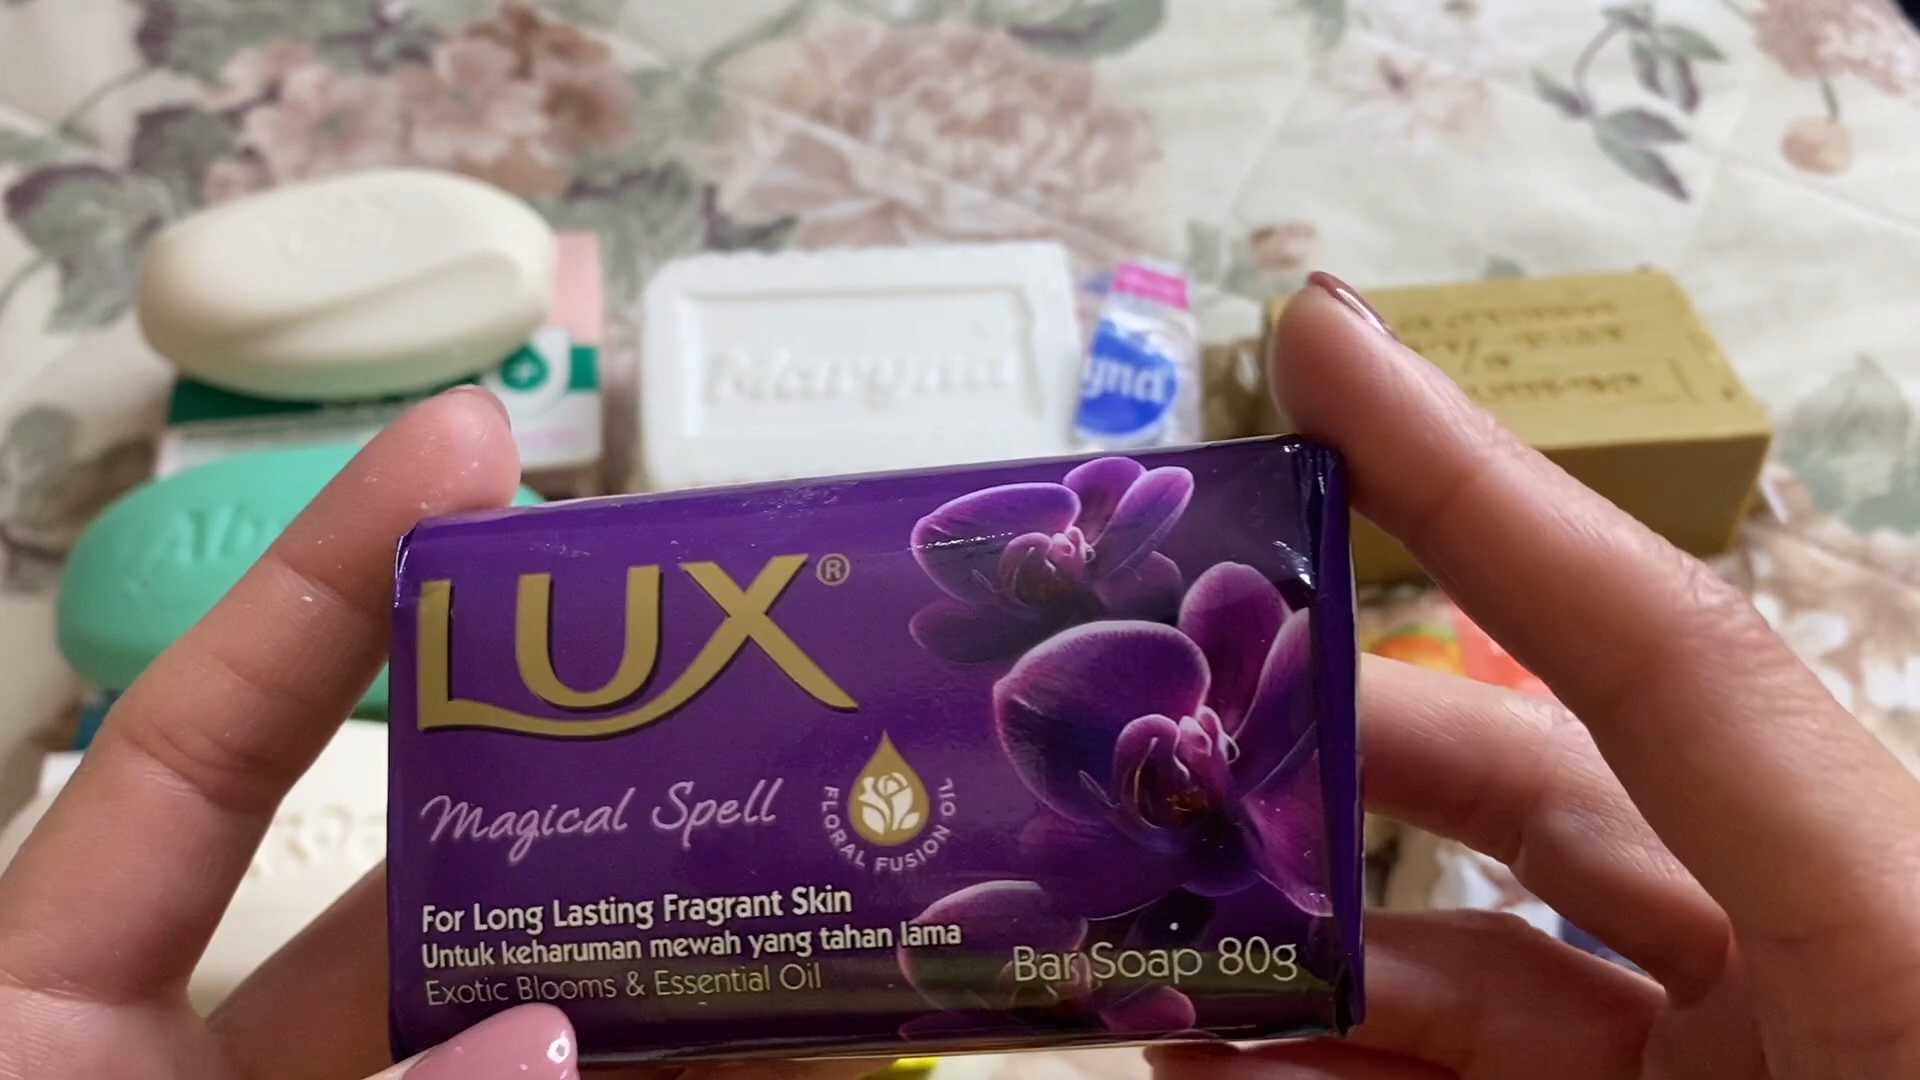 LUX®
Magical Spell
FLORAL FUSION OIL
For Long Lasting Fragrant Skin
Untuk keharuman mewah yang tahan lama
Exotic Blooms & Essential Oil
Bar Soap 80g